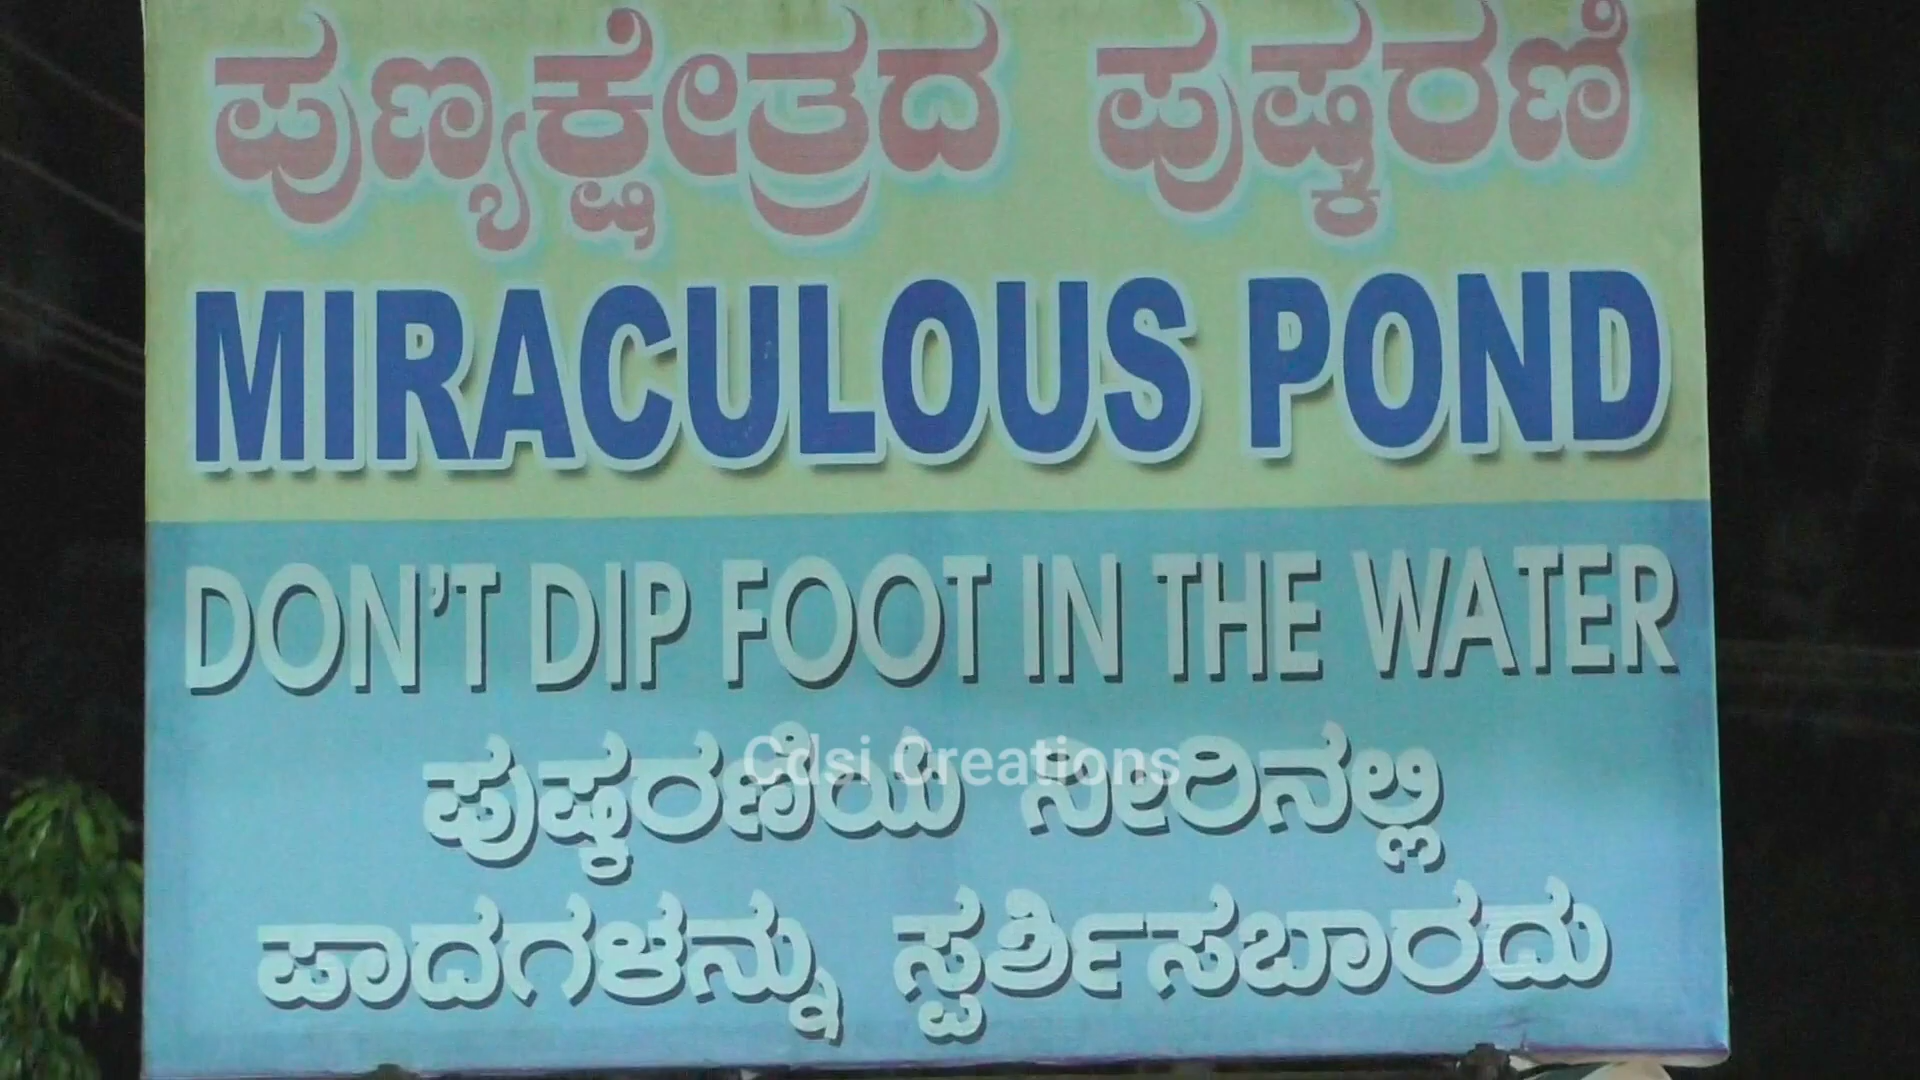 ಪುಣ್ಯಕ್ಷೇತ್ರದ ಪುಷ್ಕರಣಿ
MIRACULOUS POND
DON'T DIP FOOT IN THE WATER
ಪುಷ್ಕರಣಿಯ ನೀರಿನಲ್ಲಿ
Cdsi Creations
ಪಾದಗಳನ್ನು ಸ್ಪರ್ಶಿಸಬಾರದು